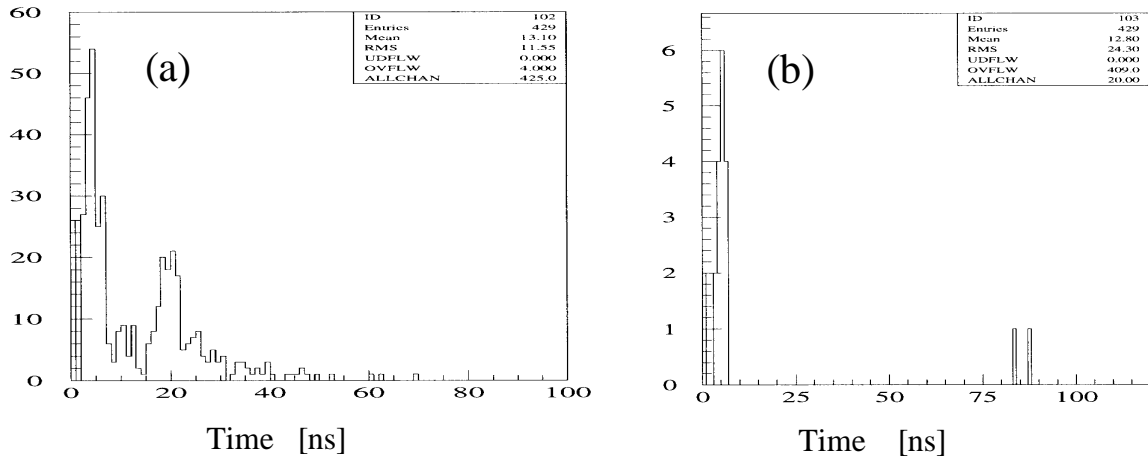 ID 102
Entries 429
Mean 13.10
RMS 11.55
UDFLW 0.000
OVFLW 4.000
ALLCHAN 425.0
(a)
60
50
40
30
20
10
0
0 20 40 60 80 100
Time [ns]
ID 103
Entries 429
Mean 12.80
RMS 24.30
UDFLW 0.000
OVFLW 409.0
ALLCHAN 20.00
(b)
6
5
4
3
2
1
0
0 25 50 75 100
Time [ns]